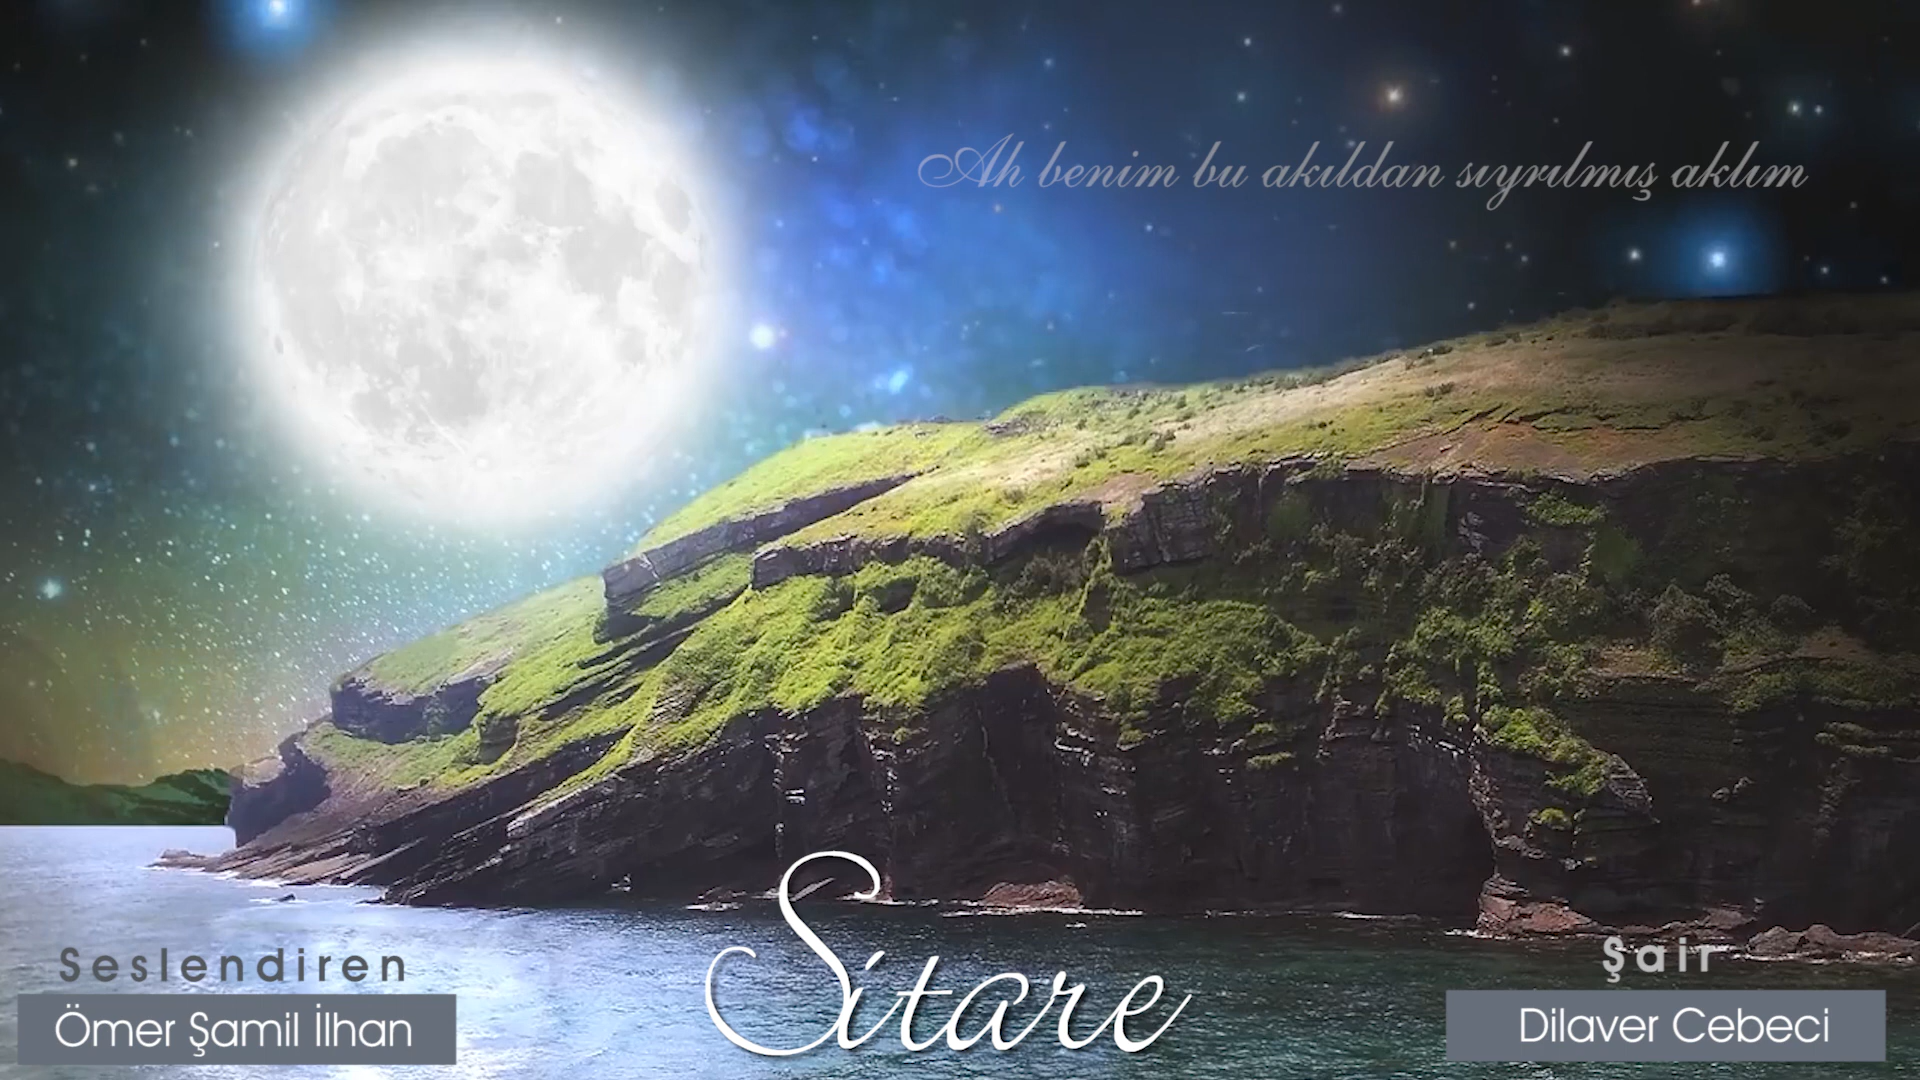 Ah benim bu akıldan sıyrılmış aklım
Sitare
Seslendiren
Ömer Şamil İlhan
Şair
Dilaver Cebeci